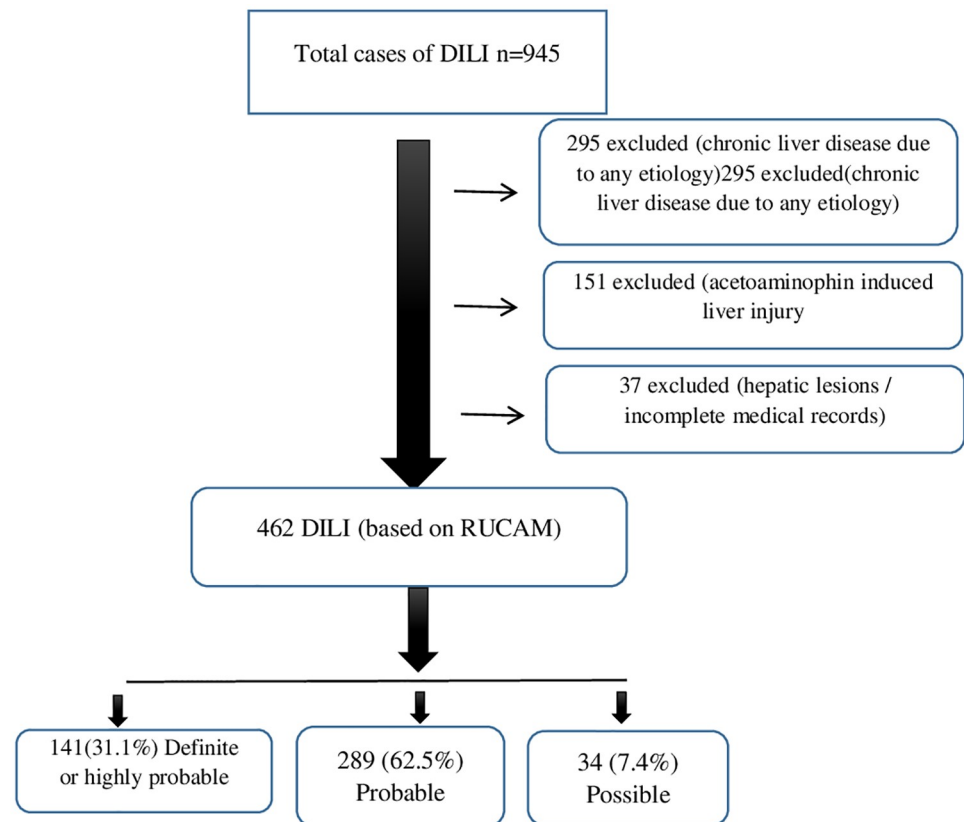 Total cases of DILI n=945
295 excluded (chronic liver disease due
to any etiology)295 excluded(chronic
liver disease due to any etiology)
151 excluded (acetoaminophin induced
liver injury
37 excluded (hepatic lesions /
incomplete medical records)
462 DILI (based on RUCAM)
141(31.1%) Definite
or highly probable
289 (62.5%)
Probable
34 (7.4%)
Possible